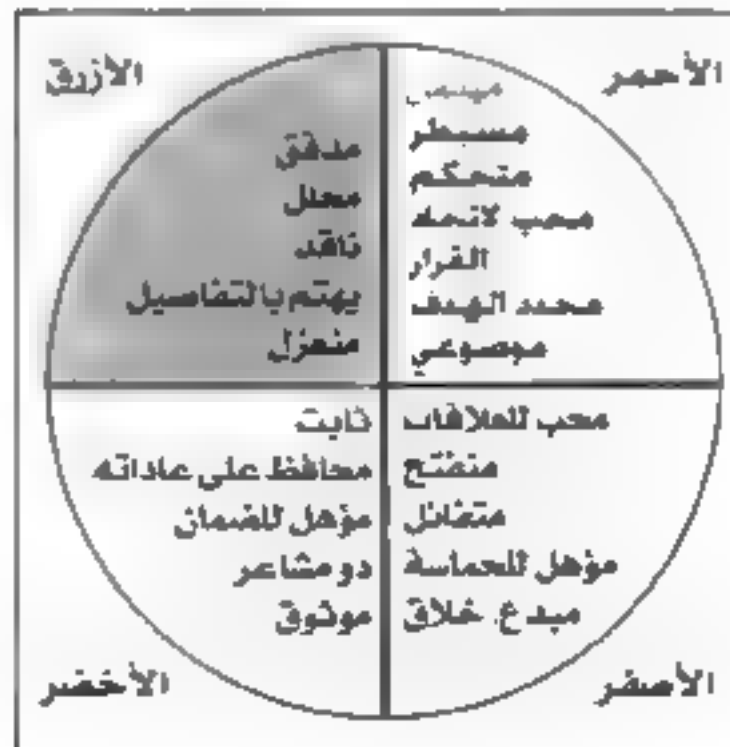 الأحمر
مسيطر
متحكم
محب لاتخاذ
القرار
محدد الهدف
موضوعي
الأزرق
مدقق
محلل
ناقد
يهتم بالتفاصيل
منعزل
محب للعلاقات
منفتح
متفائل
مؤهل للحماسة
مبدع خلاق
الأصفر
ثابت
محافظ على عاداته
مؤهل للضمان
ذو مشاعر
موثوق
الأخضر